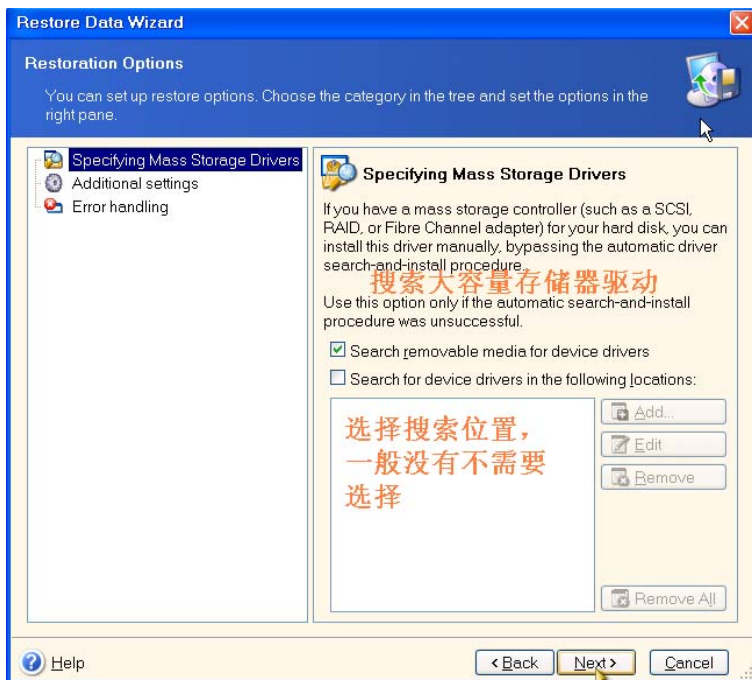 Restore Data Wizard
Restoration Options
You can set up restore options. Choose the category in the tree and set the options in the
right pane.
Specifying Mass Storage Drivers
Additional settings
Error handling
Specifying Mass Storage Drivers
If you have a mass storage controller (such as a SCSI,
RAID, or Fibre Channel adapter) for your hard disk, you can
install this driver manually, bypassing the automatic driver
search-and-install procedure.
搜索大容量存储器驱动
Use this option only if the automatic search-and-install
procedure was unsuccessful.
Search removable media for device drivers
Search for device drivers in the following locations:
选择搜索位置，
一般没有不需要
选择
Add...
Edit
Remove
Remove All
Help
< Back
Next >
Cancel